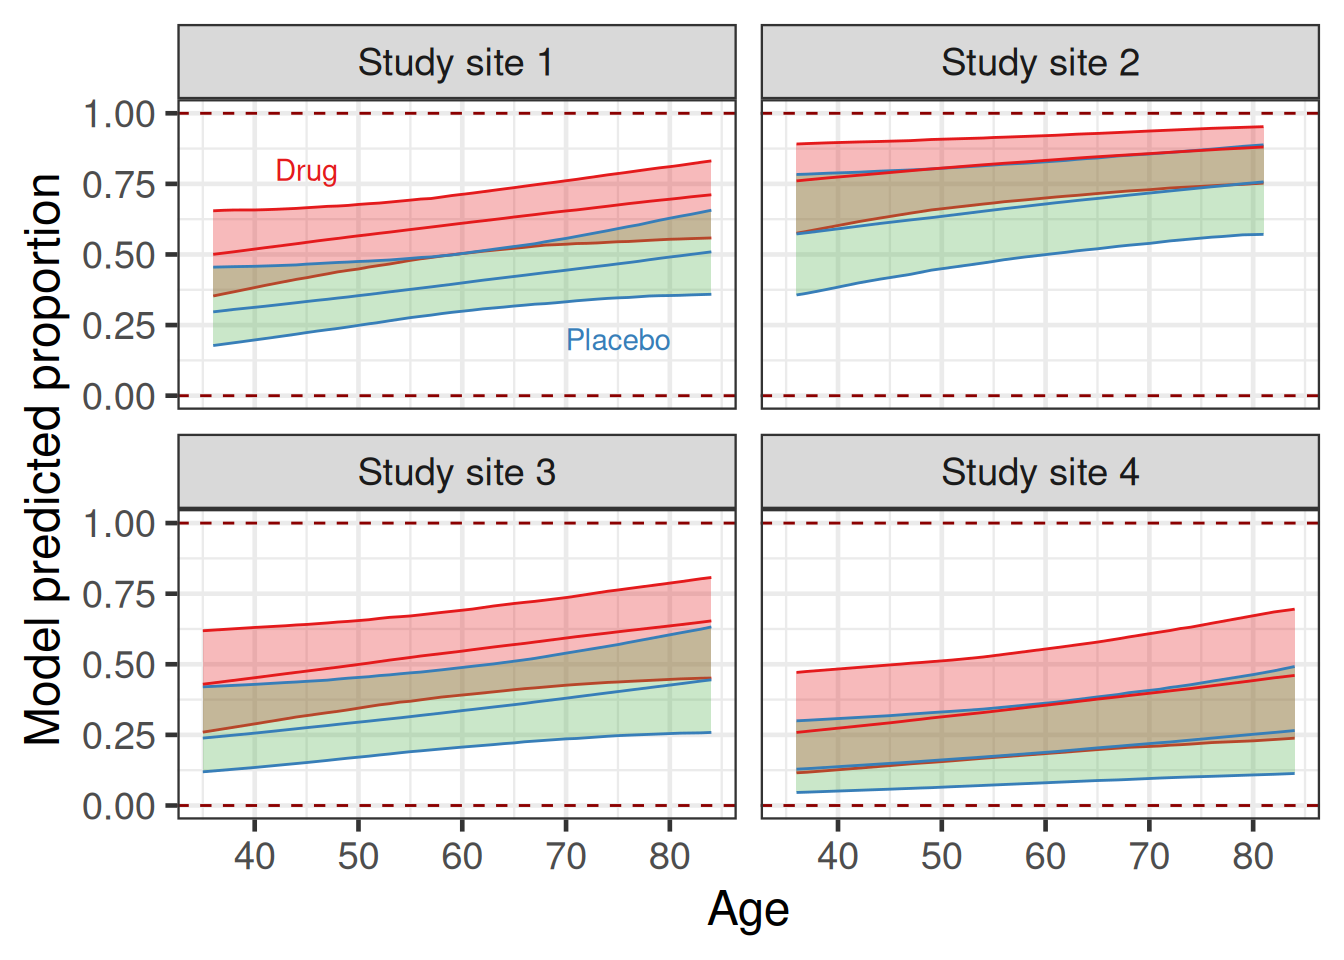 Study site 1
Study site 2
1.00
0.75
0.50
0.25
0.00
Drug
Placebo
Study site 3
Study site 4
1.00
0.75
0.50
0.25
0.00
40 50 60 70 80
40 50 60 70 80
Age
Model predicted proportion